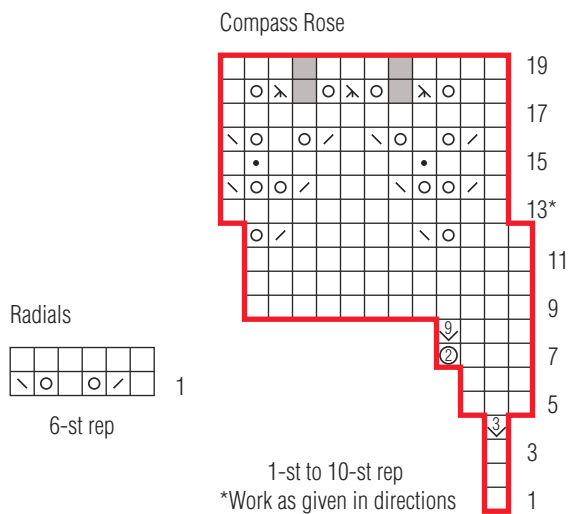 Compass Rose
19
17
15
13*
11
9
9
2
7
5
3
3
1
1-st to 10-st rep
*Work as given in directions
Radials
1
6-st rep